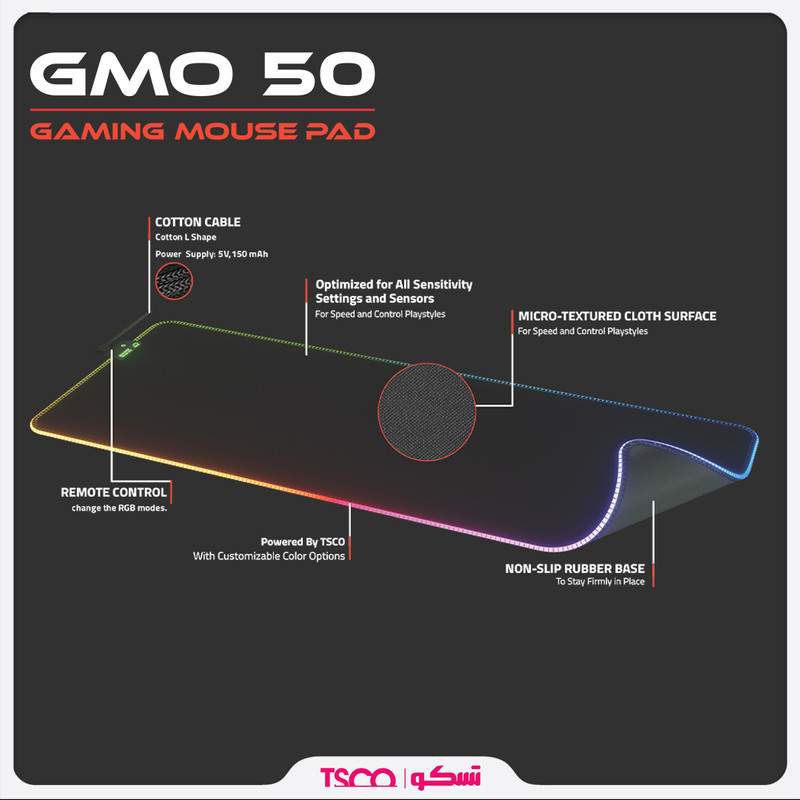 GMO 50
GAMING MOUSE PAD
COTTON CABLE
Cotton L Shape
Power Supply: 5V,150 mAh
Optimized for All Sensitivity
Settings and Sensors
For Speed and Control Playstyles
MICRO-TEXTURED CLOTH SURFACE
For Speed and Control Playstyles
REMOTE CONTROL
change the RGB modes.
Powered By TSCO
With Customizable Color Options
NON-SLIP RUBBER BASE
To Stay Firmly in Place
TSCO | تسکو